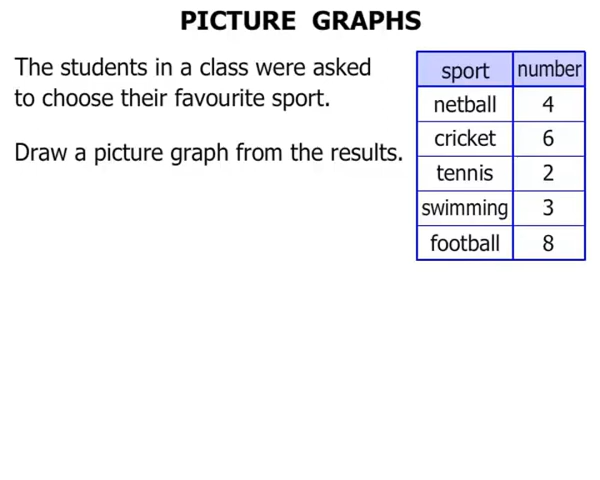 PICTURE GRAPHS
The students in a class were asked
to choose their favourite sport.
Draw a picture graph from the results.
sport number
netball 4
cricket 6
tennis 2
swimming 3
football 8